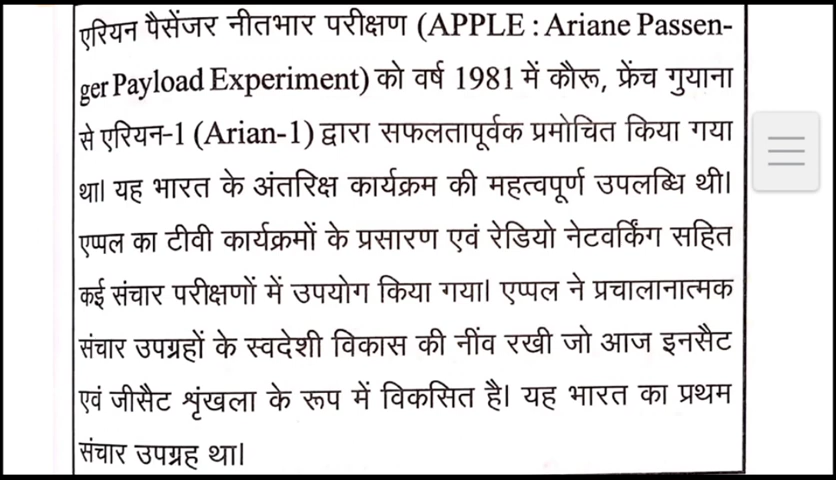 एरियन पैसेंजर नीतभार परीक्षण (APPLE : Ariane Passen-
ger Payload Experiment) को वर्ष 1981 में कौरू, फ्रेंच गुयाना
से एरियन-1 (Arian-1) द्वारा सफलतापूर्वक प्रमोचित किया गया
था। यह भारत के अंतरिक्ष कार्यक्रम की महत्वपूर्ण उपलब्धि थी।
एप्पल का टीवी कार्यक्रमों के प्रसारण एवं रेडियो नेटवर्किंग सहित
कई संचार परीक्षणों में उपयोग किया गया। एप्पल ने प्रचालानात्मक
संचार उपग्रहों के स्वदेशी विकास की नींव रखी जो आज इनसैट
एवं जीसैट शृंखला के रूप में विकसित है। यह भारत का प्रथम
संचार उपग्रह था।